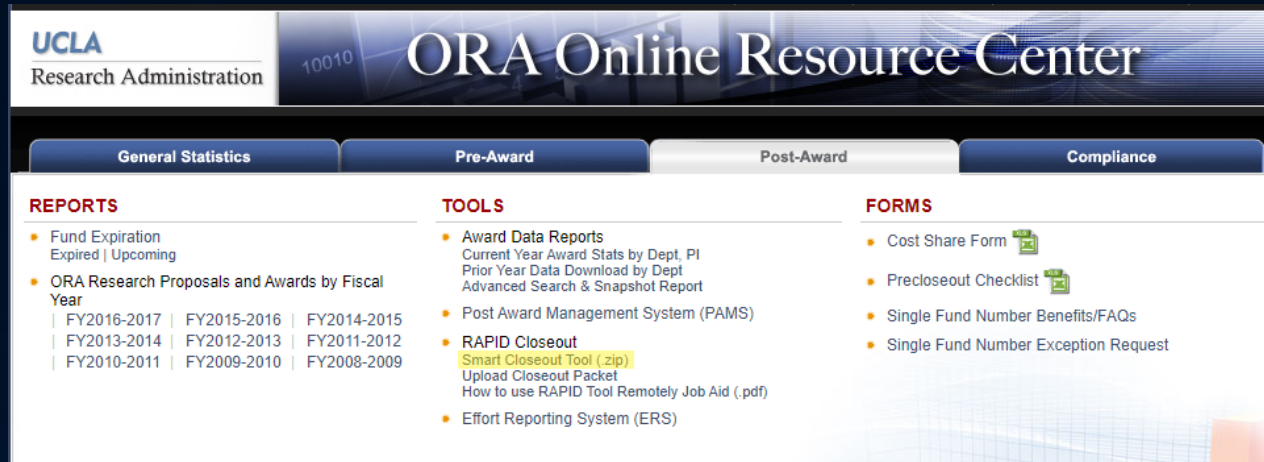 UCLA
Research Administration
10010
ORA Online Resource Center
General Statistics
Pre-Award
Post-Award
Compliance
REPORTS
Fund Expiration
Expired | Upcoming
ORA Research Proposals and Awards by Fiscal
Year
| FY2016-2017 | FY2015-2016 | FY2014-2015
| FY2013-2014 | FY2012-2013 | FY2011-2012
| FY2010-2011 | FY2009-2010 | FY2008-2009
TOOLS
Award Data Reports
Current Year Award Stats by Dept, PI
Prior Year Data Download by Dept
Advanced Search & Snapshot Report
Post Award Management System (PAMS)
RAPID Closeout
Smart Closeout Tool (.zip)
Upload Closeout Packet
How to use RAPID Tool Remotely Job Aid (.pdf)
Effort Reporting System (ERS)
FORMS
Cost Share Form
Precloseout Checklist
Single Fund Number Benefits/FAQs
Single Fund Number Exception Request